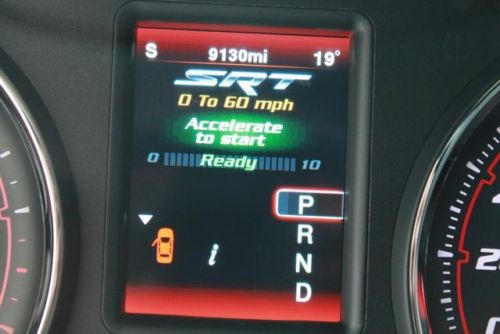 S 9130mi 19°
SRT
0 To 60 mph
Accelerate
to start
0 Ready 10
P
R
i N
D